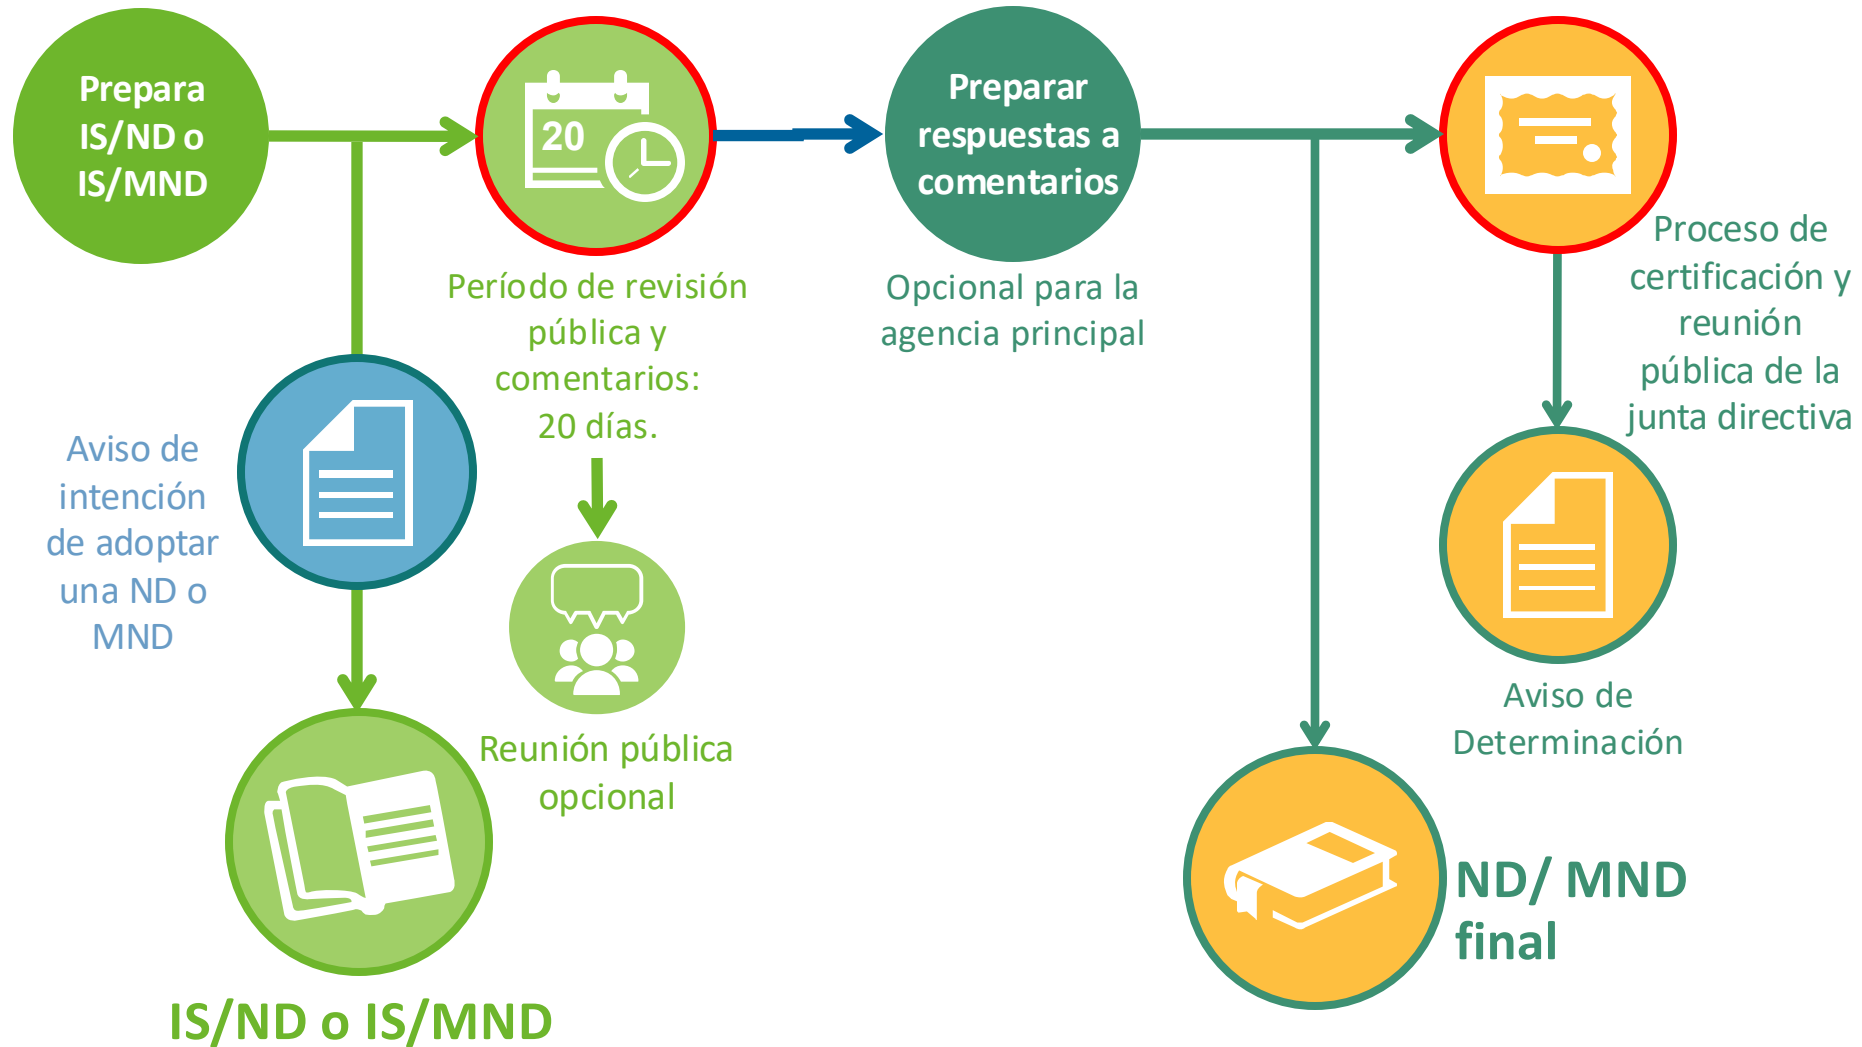 Prepara
IS/ND o
IS/MND
20
Período de revisión
pública y
comentarios:
20 días.
Reunión pública
opcional
Aviso de
intención
de adoptar
una ND o
MND
IS/ND o IS/MND
Preparar
respuestas a
comentarios
Opcional para la
agencia principal
Proceso de
certificación y
reunión
pública de la
junta directiva
Aviso de
Determinación
ND/ MND
final